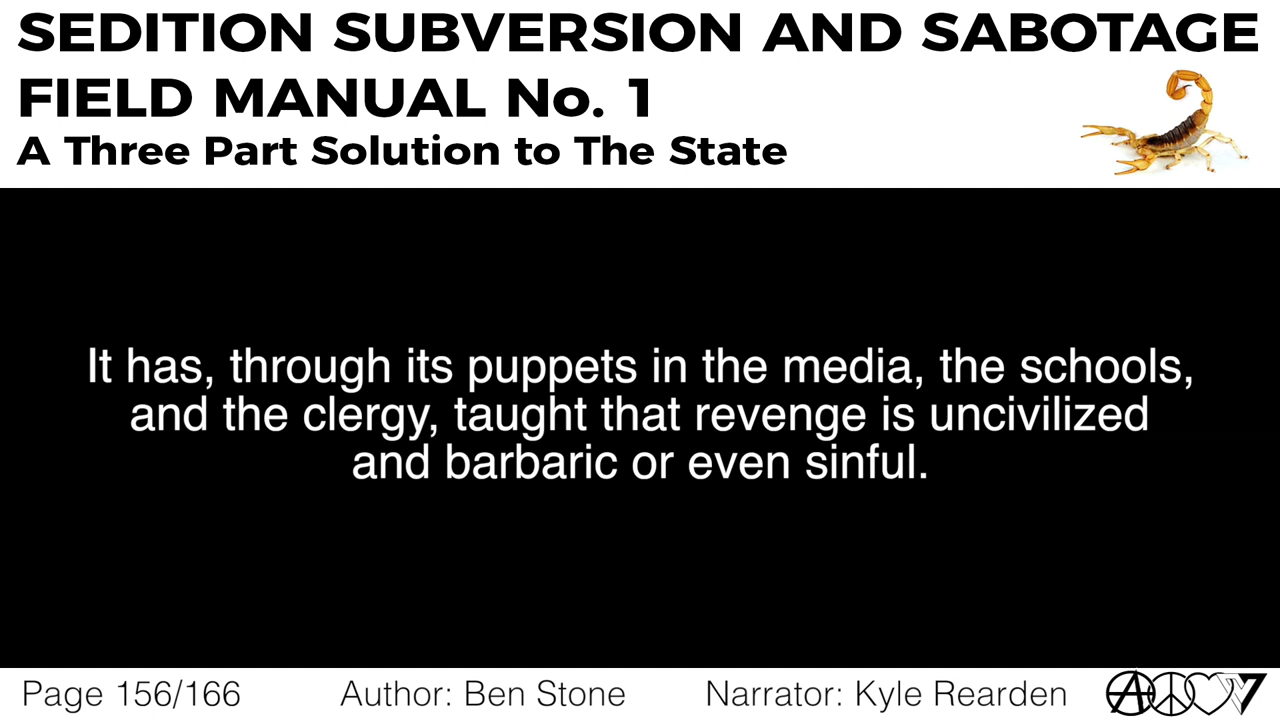 SEDITION SUBVERSION AND SABOTAGE
FIELD MANUAL No. 1
A Three Part Solution to The State
It has, through its puppets in the media, the schools,
and the clergy, taught that revenge is uncivilized
and barbaric or even sinful.
Page 156/166 Author: Ben Stone Narrator: Kyle Rearden